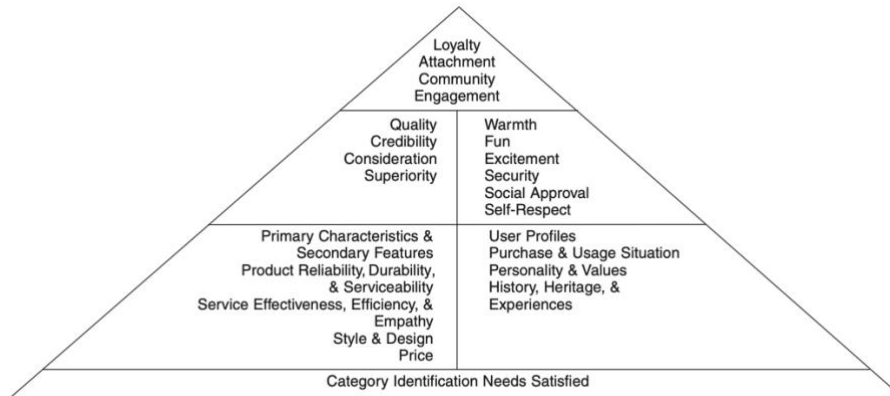 Loyalty
Attachment
Community
Engagement
Quality
Credibility
Consideration
Superiority
Warmth
Fun
Excitement
Security
Social Approval
Self-Respect
Primary Characteristics &
Secondary Features
Product Reliability, Durability,
& Serviceability
Service Effectiveness, Efficiency, &
Empathy
Style & Design
Price
User Profiles
Purchase & Usage Situation
Personality & Values
History, Heritage, &
Experiences
Category Identification Needs Satisfied